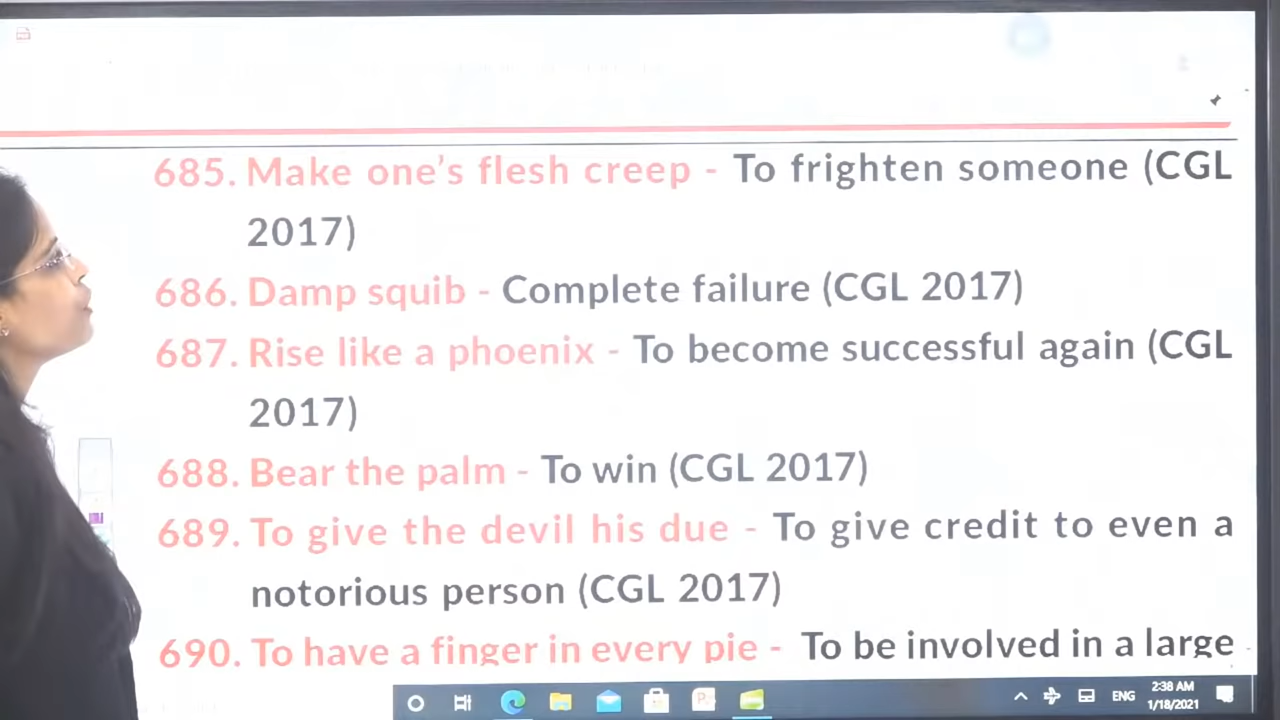 685. Make one's flesh creep - To frighten someone (CGL
2017)
686. Damp squib - Complete failure (CGL 2017)
687. Rise like a phoenix - To become successful again (CGL
2017)
688. Bear the palm - To win (CGL 2017)
689. To give the devil his due - To give credit to even a
notorious person (CGL 2017)
690. To have a finger in every pie - To be involved in a large
ENG
2:38 AM
1/18/2021